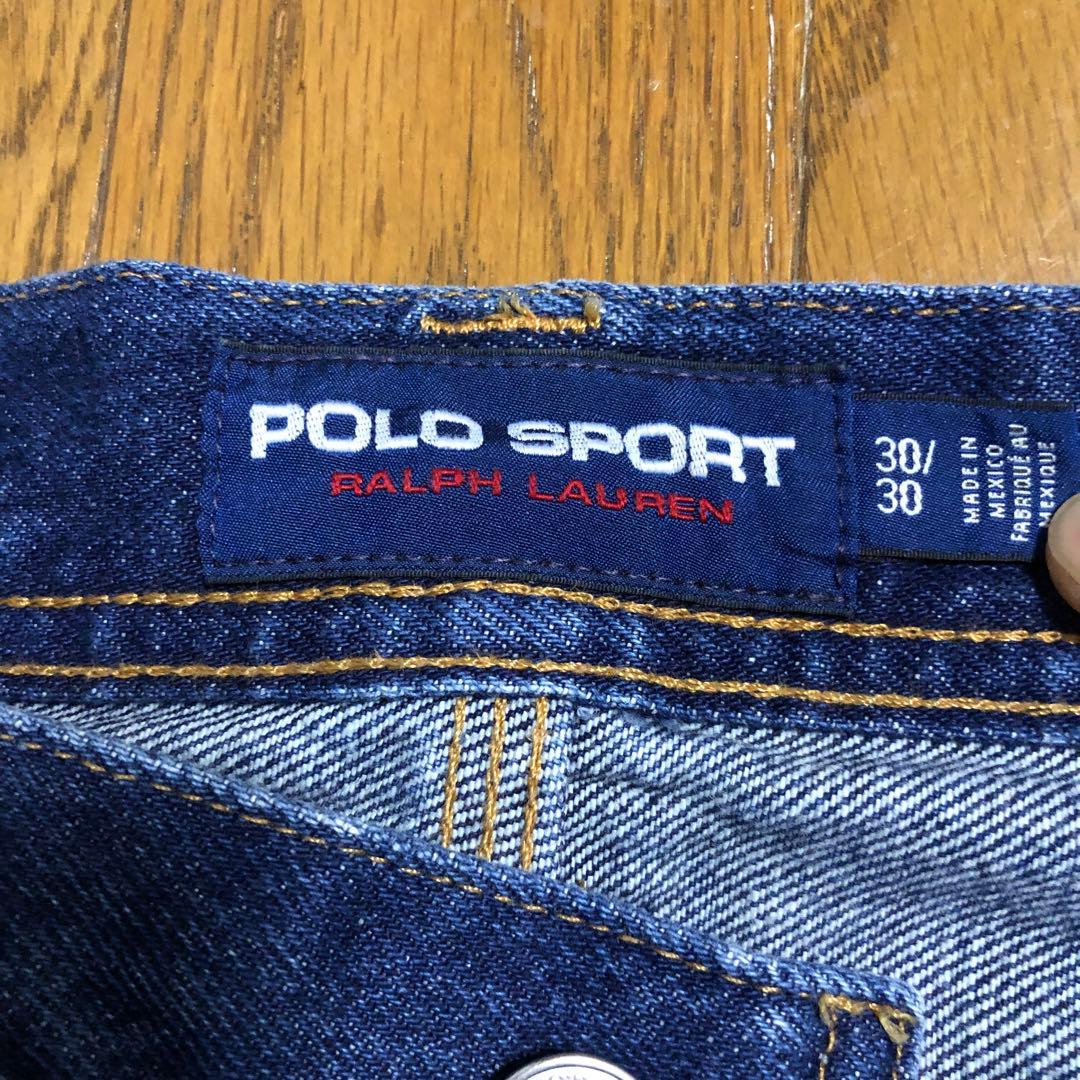 POLO SPORT
RALPH LAUREN
30/
30
MADE IN
MEXICO
FABRIQUÉ AU
MEXIQUE